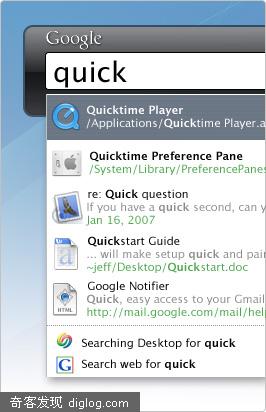 Google
quick
Quicktime Player
/Applications/Quicktime Player.a
Quicktime Preference Pane
/System/Library/PreferencePanes
re: Quick question
If you have a quick second, can y
Jan 16, 2007
Quickstart Guide
... will make setup quick and pai
~jeff/Desktop/Quickstart.doc
Google Notifier
Quick, easy access to your Gmail
http://mail.google.com/mail/help
Searching Desktop for quick
Search web for quick
奇客发现 diglog.com